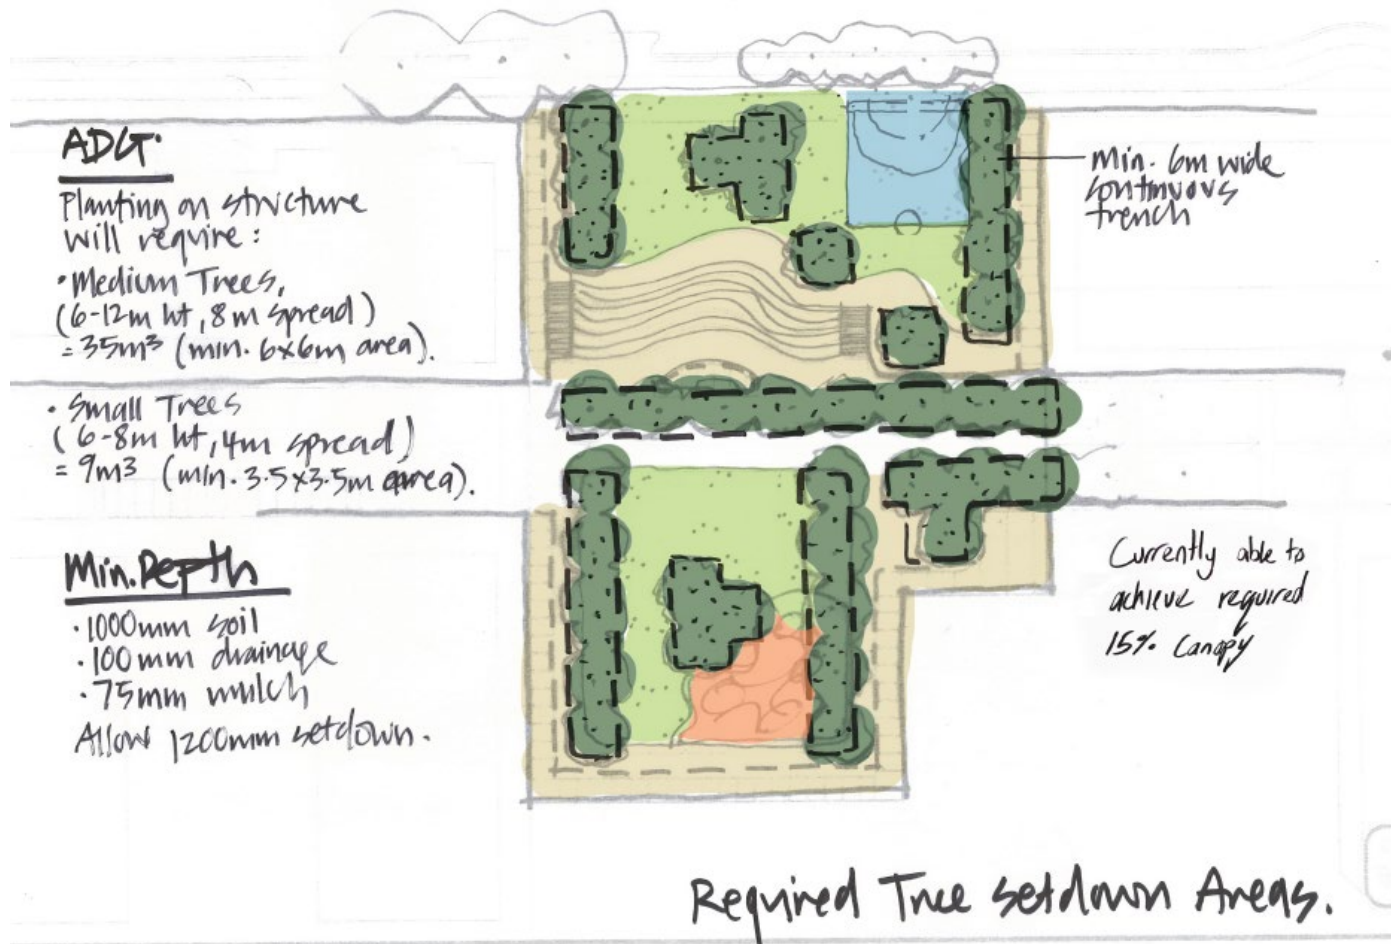 ADG.
Planting on structure
will require:
• Medium Trees,
(6-12m ht, 8m spread)
= 35m³ (min. 6x6m area).
• Small Trees
(6-8m ht, 4m spread)
= 9m³ (min. 3.5x3.5m area).
Min. Depth
• 1000mm soil
• 100mm drainage
• 75mm mulch
Allow 1200mm setdown.
Min. 6m wide
continuous
trench
Currently able to
achieve required
15% Canopy
Required Tree setdown Areas.